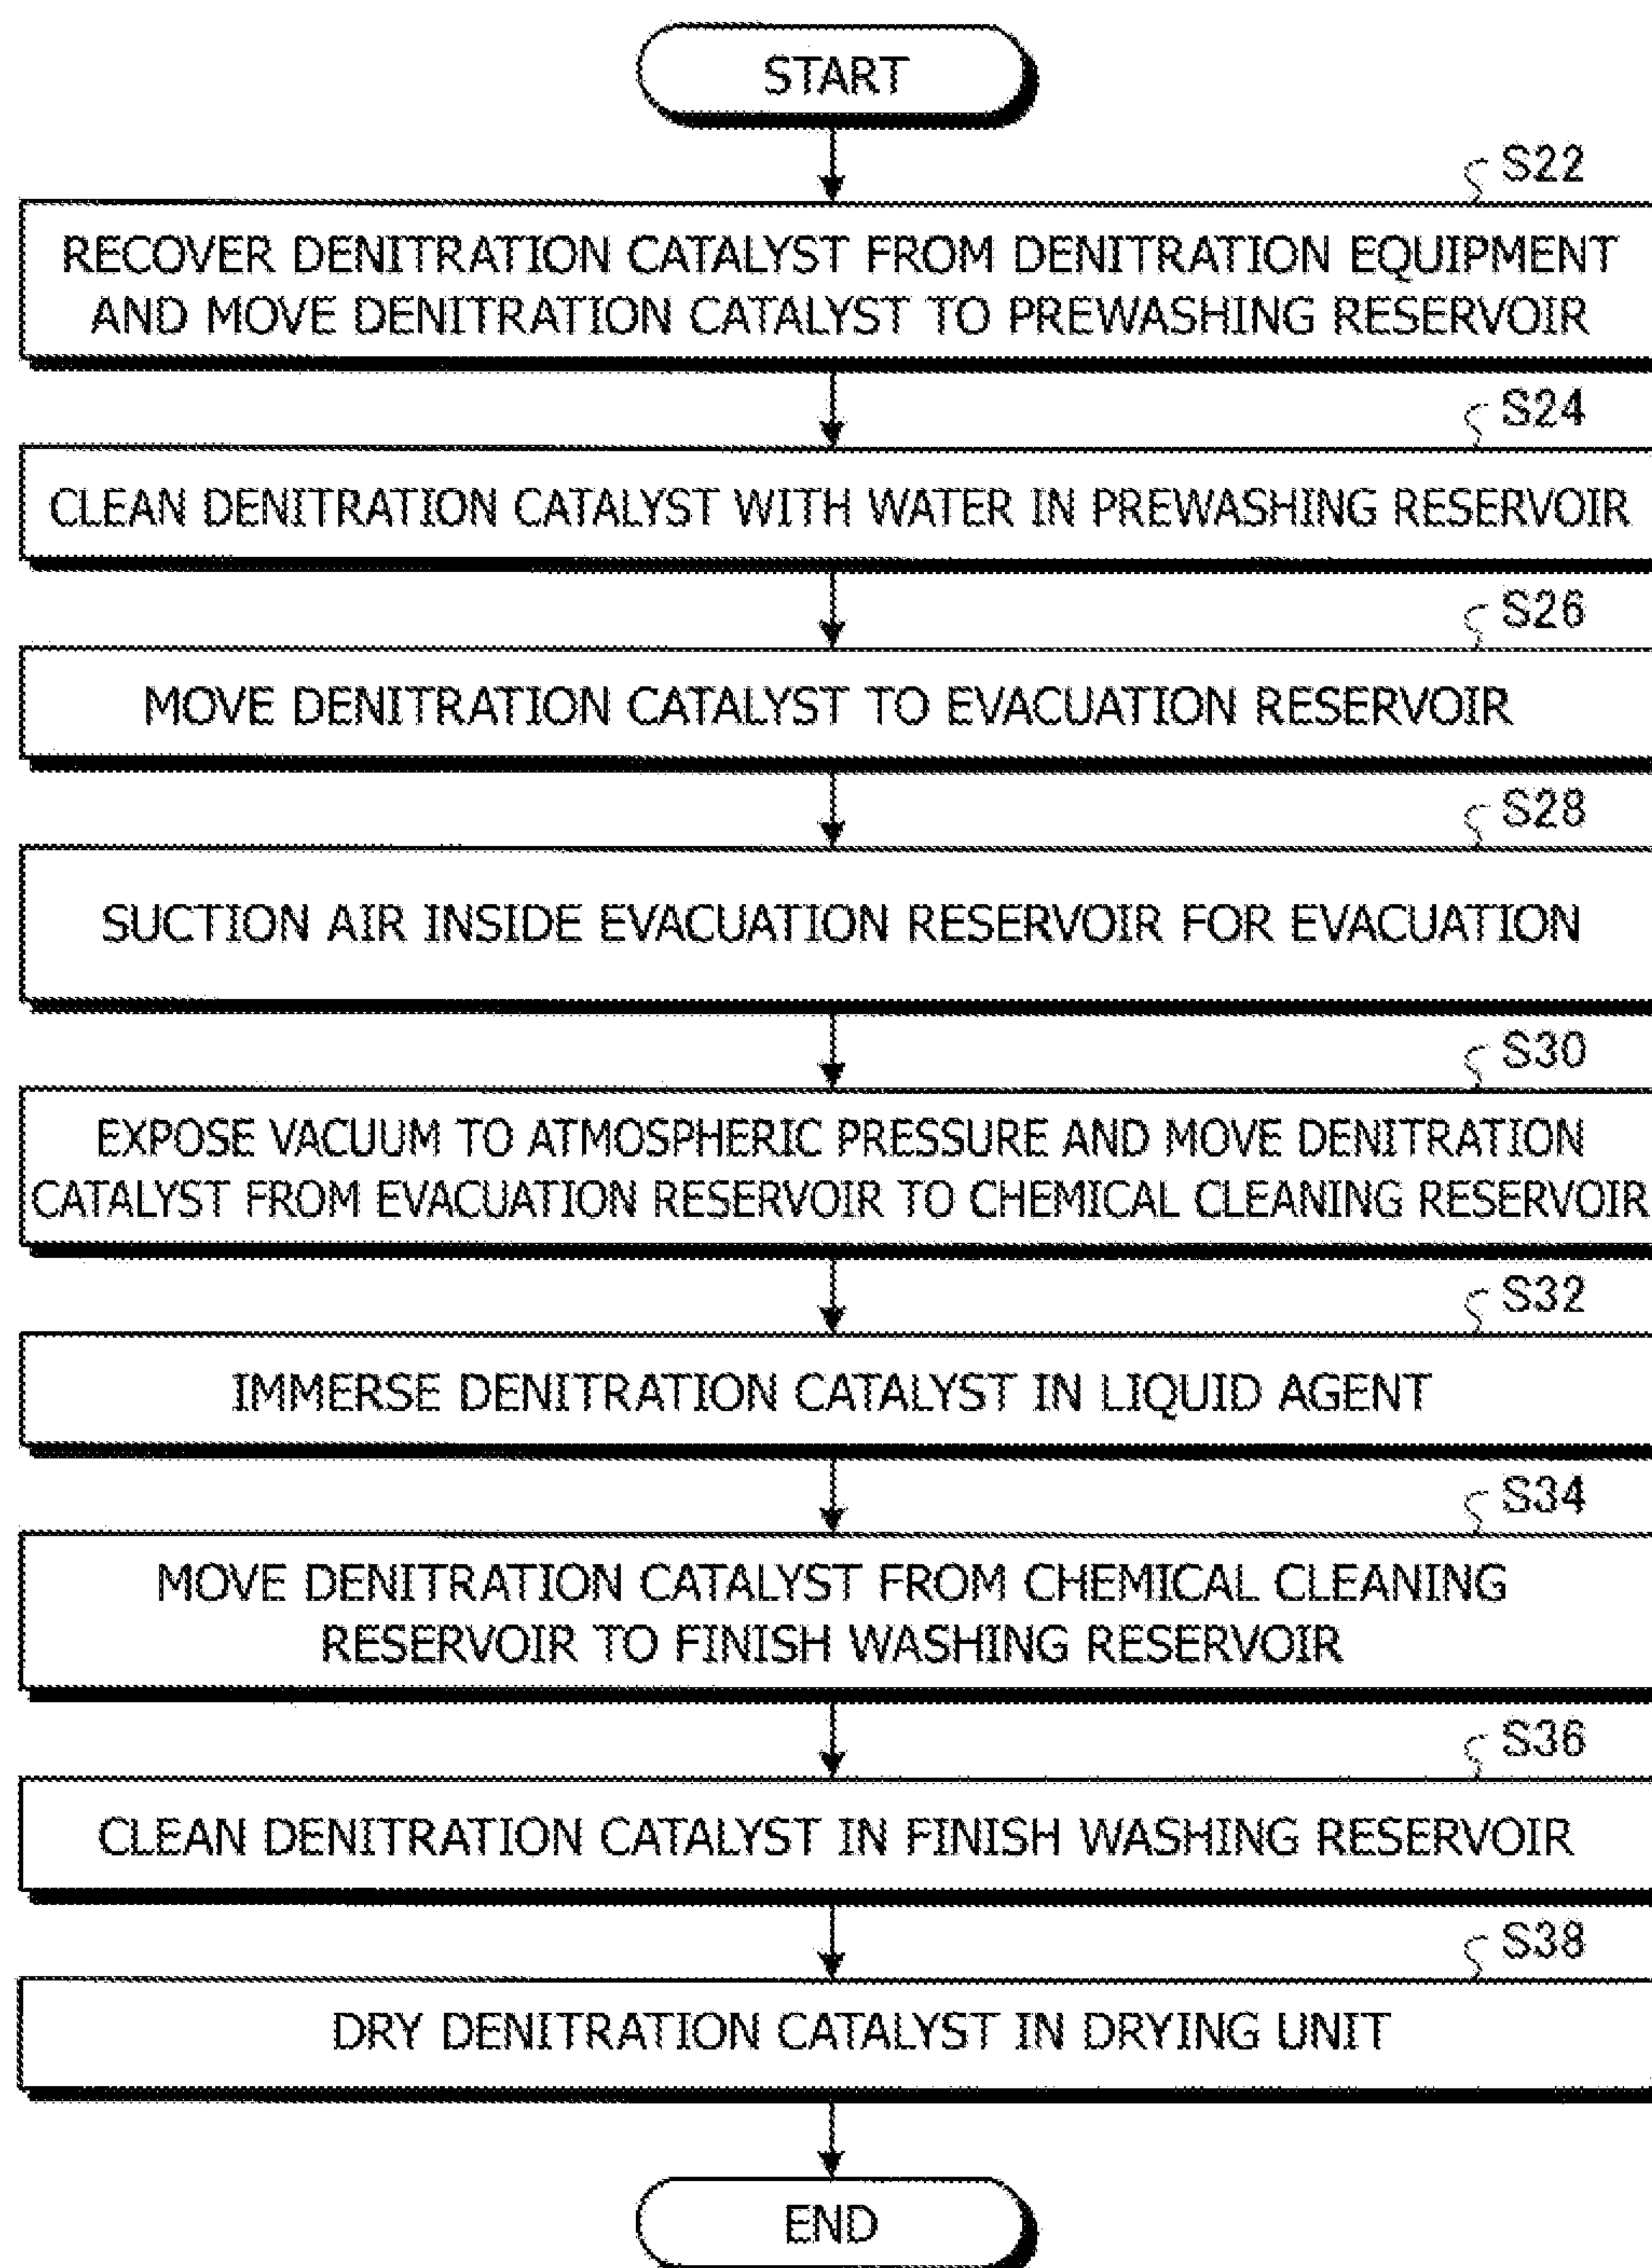 START
S22
RECOVER DENITRATION CATALYST FROM DENITRATION EQUIPMENT
AND MOVE DENITRATION CATALYST TO PREWASHING RESERVOIR
S24
CLEAN DENITRATION CATALYST WITH WATER IN PREWASHING RESERVOIR
S26
MOVE DENITRATION CATALYST TO EVACUATION RESERVOIR
S28
SUCTION AIR INSIDE EVACUATION RESERVOIR FOR EVACUATION
S30
EXPOSE VACUUM TO ATMOSPHERIC PRESSURE AND MOVE DENITRATION
CATALYST FROM EVACUATION RESERVOIR TO CHEMICAL CLEANING RESERVOIR
S32
IMMERSE DENITRATION CATALYST IN LIQUID AGENT
S34
MOVE DENITRATION CATALYST FROM CHEMICAL CLEANING
RESERVOIR TO FINISH WASHING RESERVOIR
S36
CLEAN DENITRATION CATALYST IN FINISH WASHING RESERVOIR
S38
DRY DENITRATION CATALYST IN DRYING UNIT
END